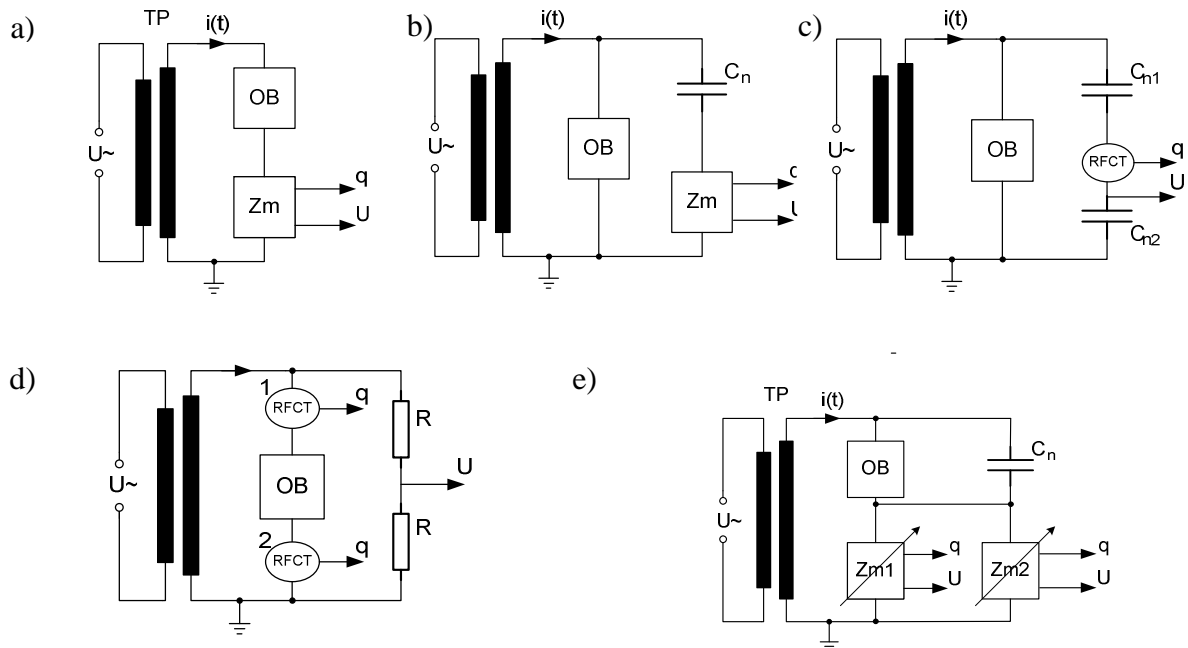 a)
TP
i(t)
U~
OB
Zm
q
U
b)
i(t)
U~
OB
Cn
Zm
c)
i(t)
U~
OB
Cn1
RFCT
q
U
Cn2
d)
U~
1
RFCT
q
OB
2
RFCT
q
R
U
R
e)
TP
i(t)
U~
OB
Cn
Zm1
q
U
Zm2
q
U